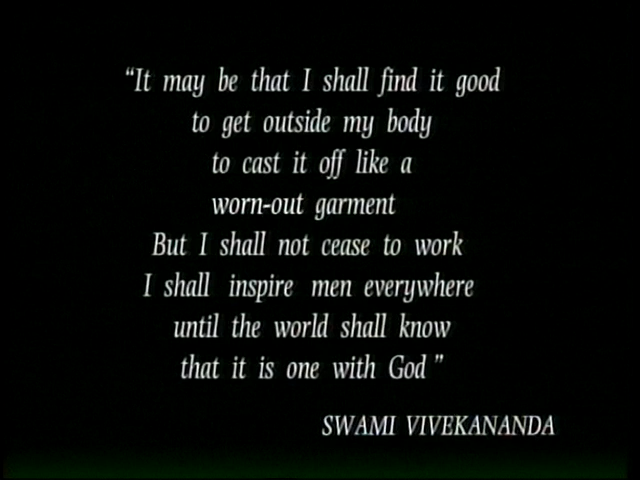 “It may be that I shall find it good
to get outside my body
to cast it off like a
worn-out garment
But I shall not cease to work
I shall inspire men everywhere
until the world shall know
that it is one with God ”
SWAMI VIVEKANANDA